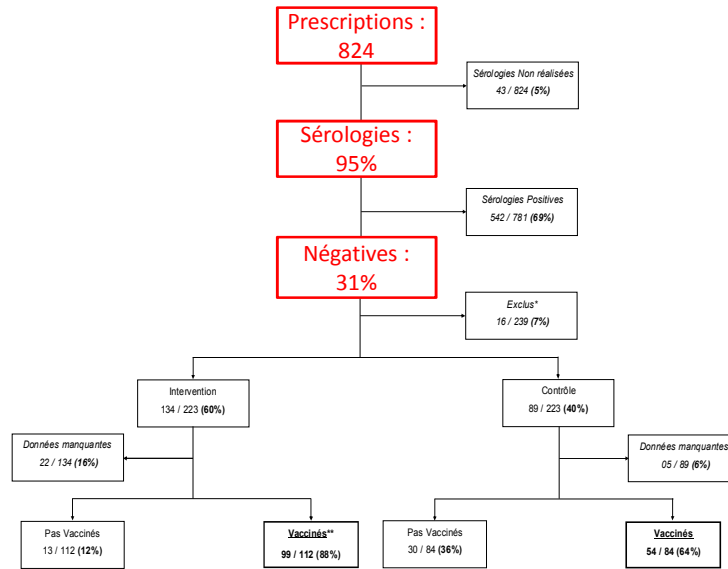 Prescriptions :
824
Sérologies Non réalisées
43 / 824 (5%)
Sérologies :
95%
Sérologies Positives
542 / 781 (69%)
Négatives :
31%
Exclus*
16 / 239 (7%)
Intervention
134 / 223 (60%)
Contrôle
89 / 223 (40%)
Données manquantes
22 / 134 (16%)
Données manquantes
05 / 89 (6%)
Pas Vaccinés
13 / 112 (12%)
Vaccinés**
99 / 112 (88%)
Pas Vaccinés
30 / 84 (36%)
Vaccinés
54 / 84 (64%)